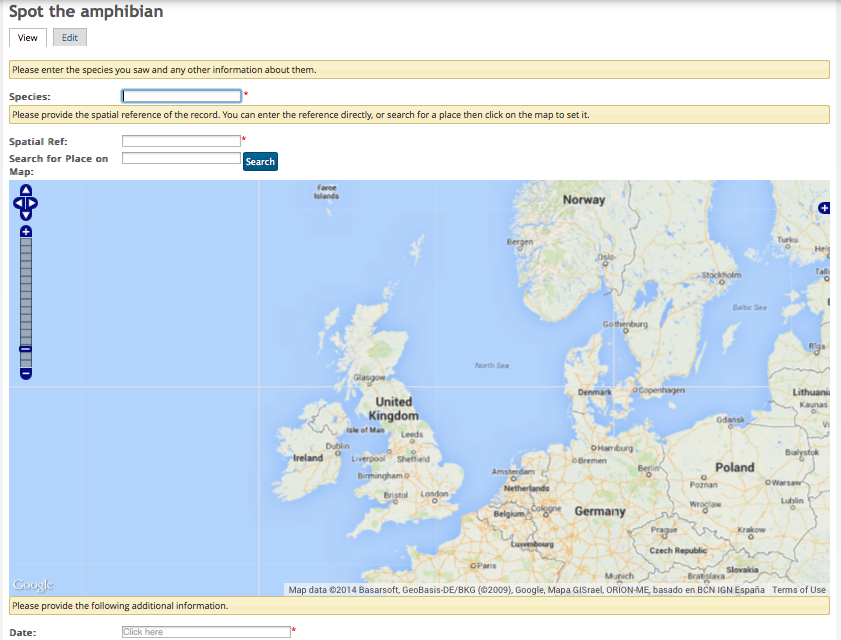 Spot the amphibian
View Edit
Please enter the species you saw and any other information about them.
Species: *
Please provide the spatial reference of the record. You can enter the reference directly, or search for a place then click on the map to set it.
Spatial Ref: *
Search for Place on
Map:
Search
Faroe
Islands
Norway
Bergen
Oslo
Turku
Hels
Stockholm
Tall
Baltic Sea
Gothenburg
Rīga
North Sea
Glasgow
Denmark
Copenhagen
Lithuania
Kaunas
United
Kingdom
Gdansk
Isle of Man
Leeds
Dublin
Hamburg
Bialystok
Ireland
Liverpool
Sheffield
Bremen
Berlin
Poland
Birmingham
Amsterdam
Netherlands
Poznan
Warsaw
Bristol
London
Lublin
Belgium
Cologne
Germany
Wroclaw
Prague
Krakow
Luxembourg
Czech Republic
Paris
Slovakia
Munich
Bratislava
Google
Map data ©2014 Basarsoft, GeoBasis-DE/BKG (©2009), Google, Mapa GISrael, ORION-ME, basado en BCN IGN España Terms of Use
Please provide the following additional information.
Date: Click here *